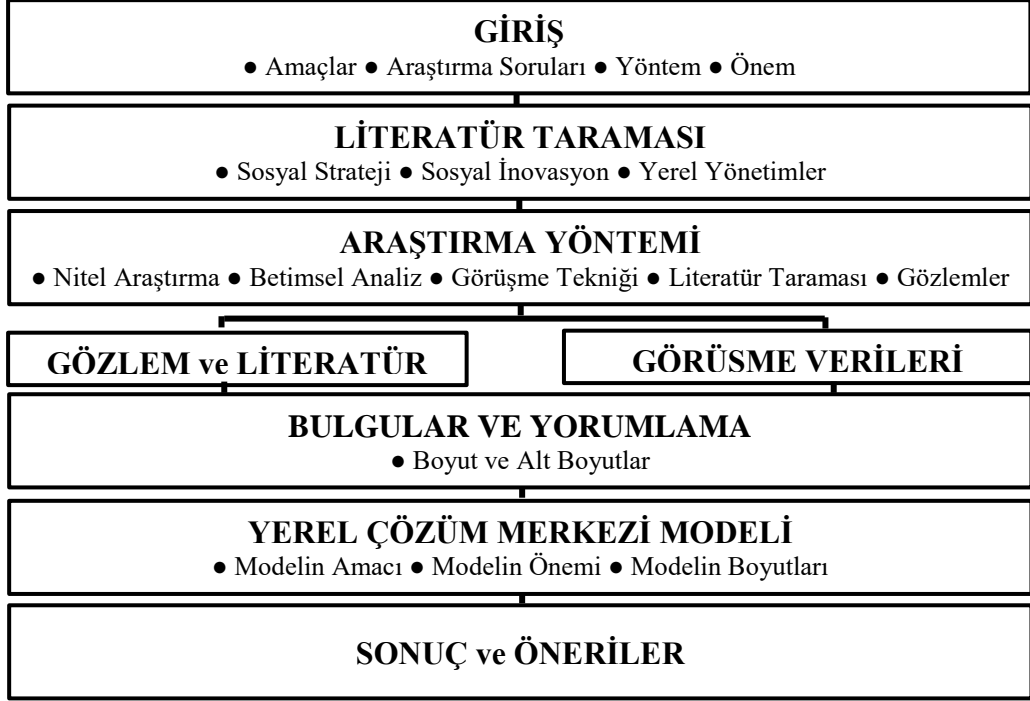 GİRİŞ
● Amaçlar ● Araştırma Soruları ● Yöntem ● Önem
LİTERATÜR TARAMASI
● Sosyal Strateji ● Sosyal İnovasyon ● Yerel Yönetimler
ARAŞTIRMA YÖNTEMİ
● Nitel Araştırma ● Betimsel Analiz ● Görüşme Tekniği ● Literatür Taraması ● Gözlemler
GÖZLEM ve LİTERATÜR
GÖRÜSME VERİLERİ
BULGULAR VE YORUMLAMA
● Boyut ve Alt Boyutlar
YEREL ÇÖZÜM MERKEZİ MODELİ
● Modelin Amacı ● Modelin Önemi ● Modelin Boyutları
SONUÇ ve ÖNERİLER